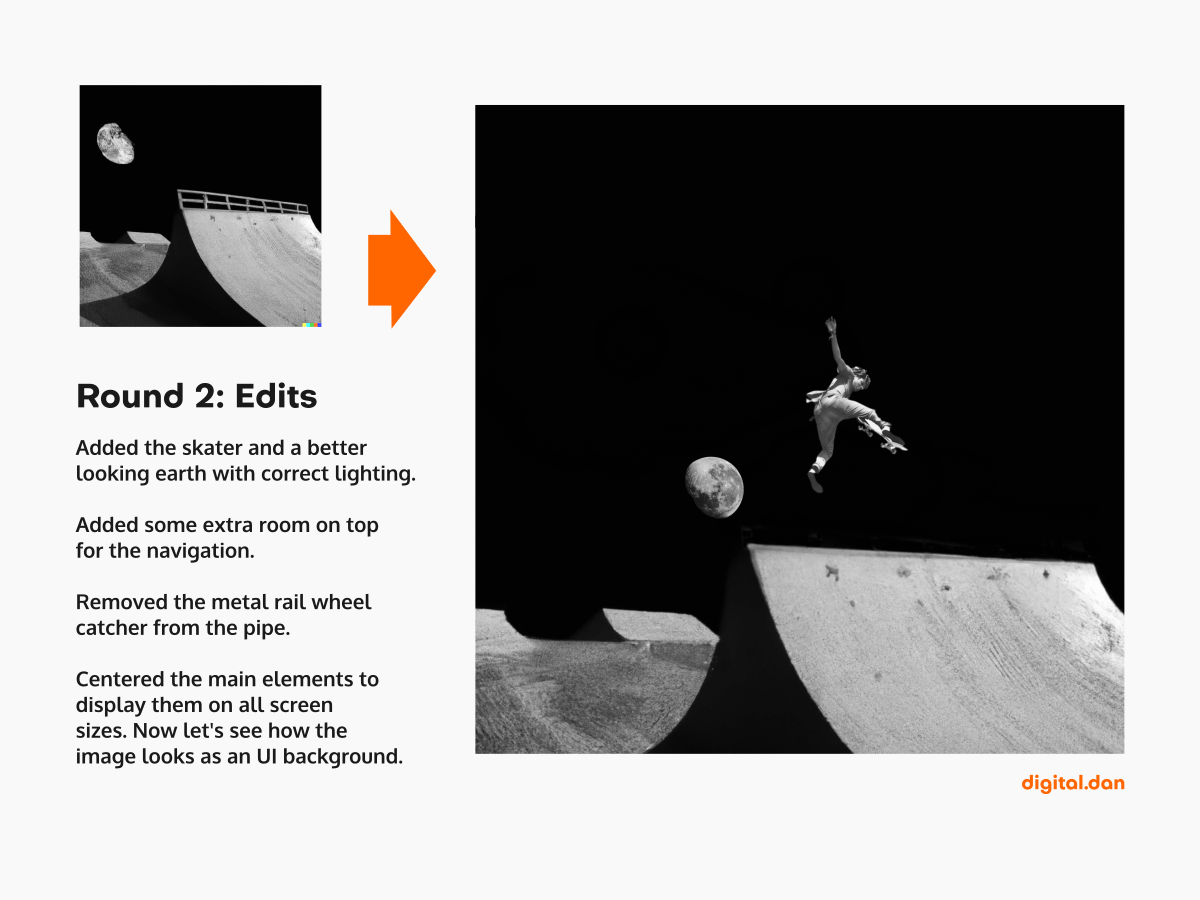 Round 2: Edits
Added the skater and a better
looking earth with correct lighting.
Added some extra room on top
for the navigation.
Removed the metal rail wheel
catcher from the pipe.
Centered the main elements to
display them on all screen
sizes. Now let's see how the
image looks as an UI background.
digital.dan